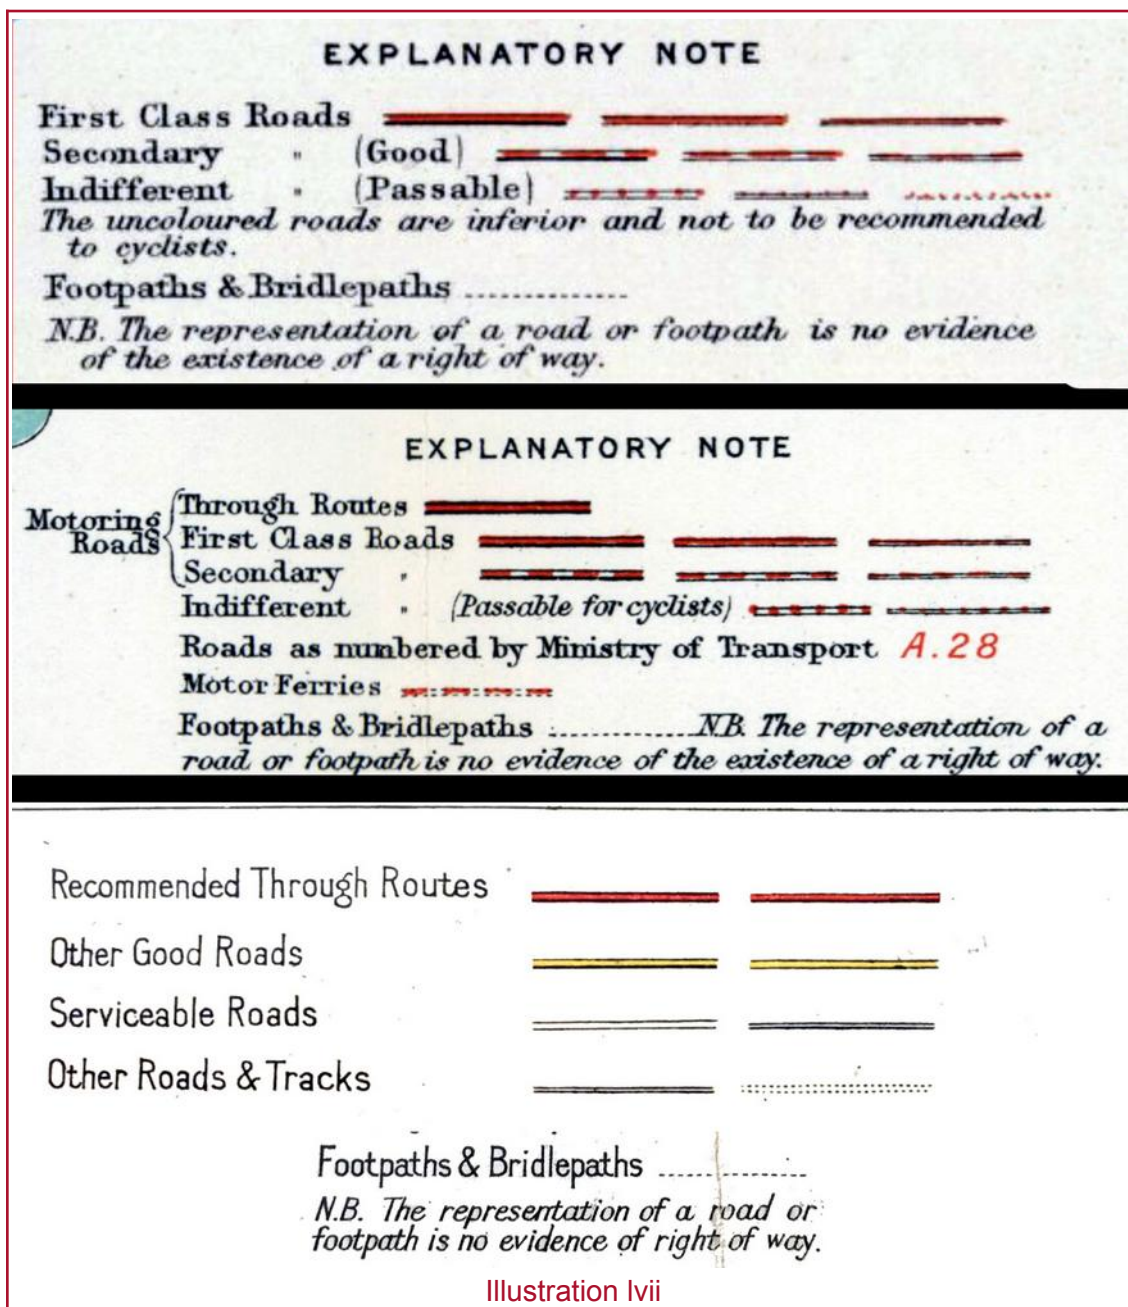 EXPLANATORY NOTE
First Class Roads
Secondary " (Good)
Indifferent " (Passable)
The uncoloured roads are inferior and not to be recommended
to cyclists.
Footpaths & Bridlepaths ..............
N.B. The representation of a road or footpath is no evidence
of the existence of a right of way.
EXPLANATORY NOTE
Motoring Roads
Through Routes
First Class Roads
Secondary "
Indifferent " (Passable for cyclists)
Roads as numbered by Ministry of Transport A.28
Motor Ferries
Footpaths & Bridlepaths ..............N.B. The representation of a
road or footpath is no evidence of the existence of a right of way.
Recommended Through Routes
Other Good Roads
Serviceable Roads
Other Roads & Tracks
Footpaths & Bridlepaths ..............
N.B. The representation of a road or
footpath is no evidence of right of way.
Illustration lvii